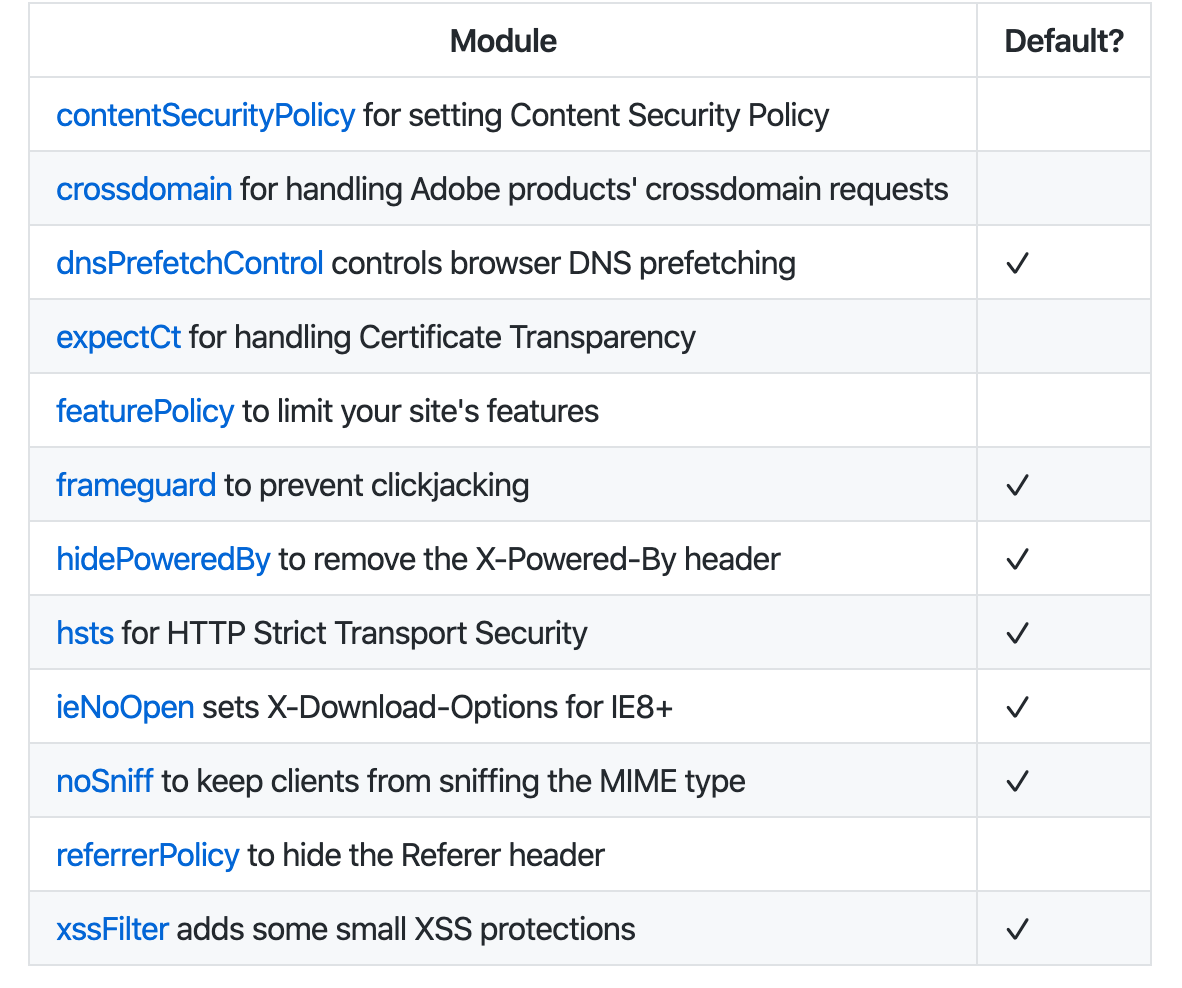 Module Default?
contentSecurityPolicy for setting Content Security Policy
crossdomain for handling Adobe products' crossdomain requests
dnsPrefetchControl controls browser DNS prefetching ✓
expectCt for handling Certificate Transparency
featurePolicy to limit your site's features
frameguard to prevent clickjacking ✓
hidePoweredBy to remove the X-Powered-By header ✓
hsts for HTTP Strict Transport Security ✓
ieNoOpen sets X-Download-Options for IE8+ ✓
noSniff to keep clients from sniffing the MIME type ✓
referrerPolicy to hide the Referer header
xssFilter adds some small XSS protections ✓